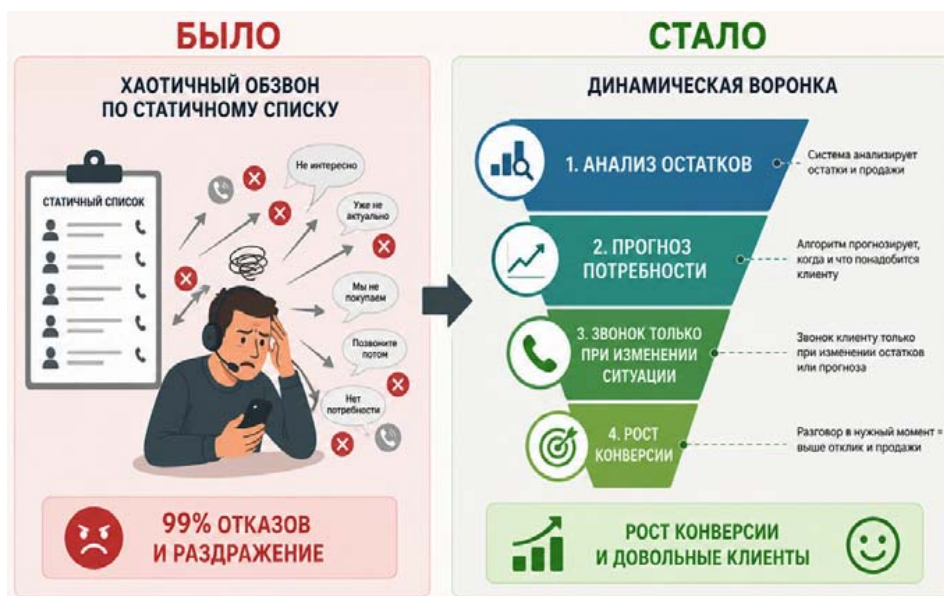 БЫЛО
ХАОТИЧНЫЙ ОБЗВОН
ПО СТАТИЧНОМУ СПИСКУ
СТАТИЧНЫЙ СПИСОК
Не интересно
Уже не
актуально
Мы не
покупаем
Позвоните
потом
Нет
потребности
99% ОТКАЗОВ
И РАЗДРАЖЕНИЕ
СТАЛО
ДИНАМИЧЕСКАЯ ВОРОНКА
1. АНАЛИЗ ОСТАТКОВ
Система анализирует
остатки и продажи
2. ПРОГНОЗ
ПОТРЕБНОСТИ
Алгоритм прогнозирует,
когда и что понадобится
клиенту
3. ЗВОНОК ТОЛЬКО
ПРИ ИЗМЕНЕНИИ
СИТУАЦИИ
Звонок клиенту только
при изменении остатков
или прогноза
4. РОСТ
КОНВЕРСИИ
Разговор в нужный момент =
выше отклик и продажи
РОСТ КОНВЕРСИИ
И ДОВОЛЬНЫЕ КЛИЕНТЫ